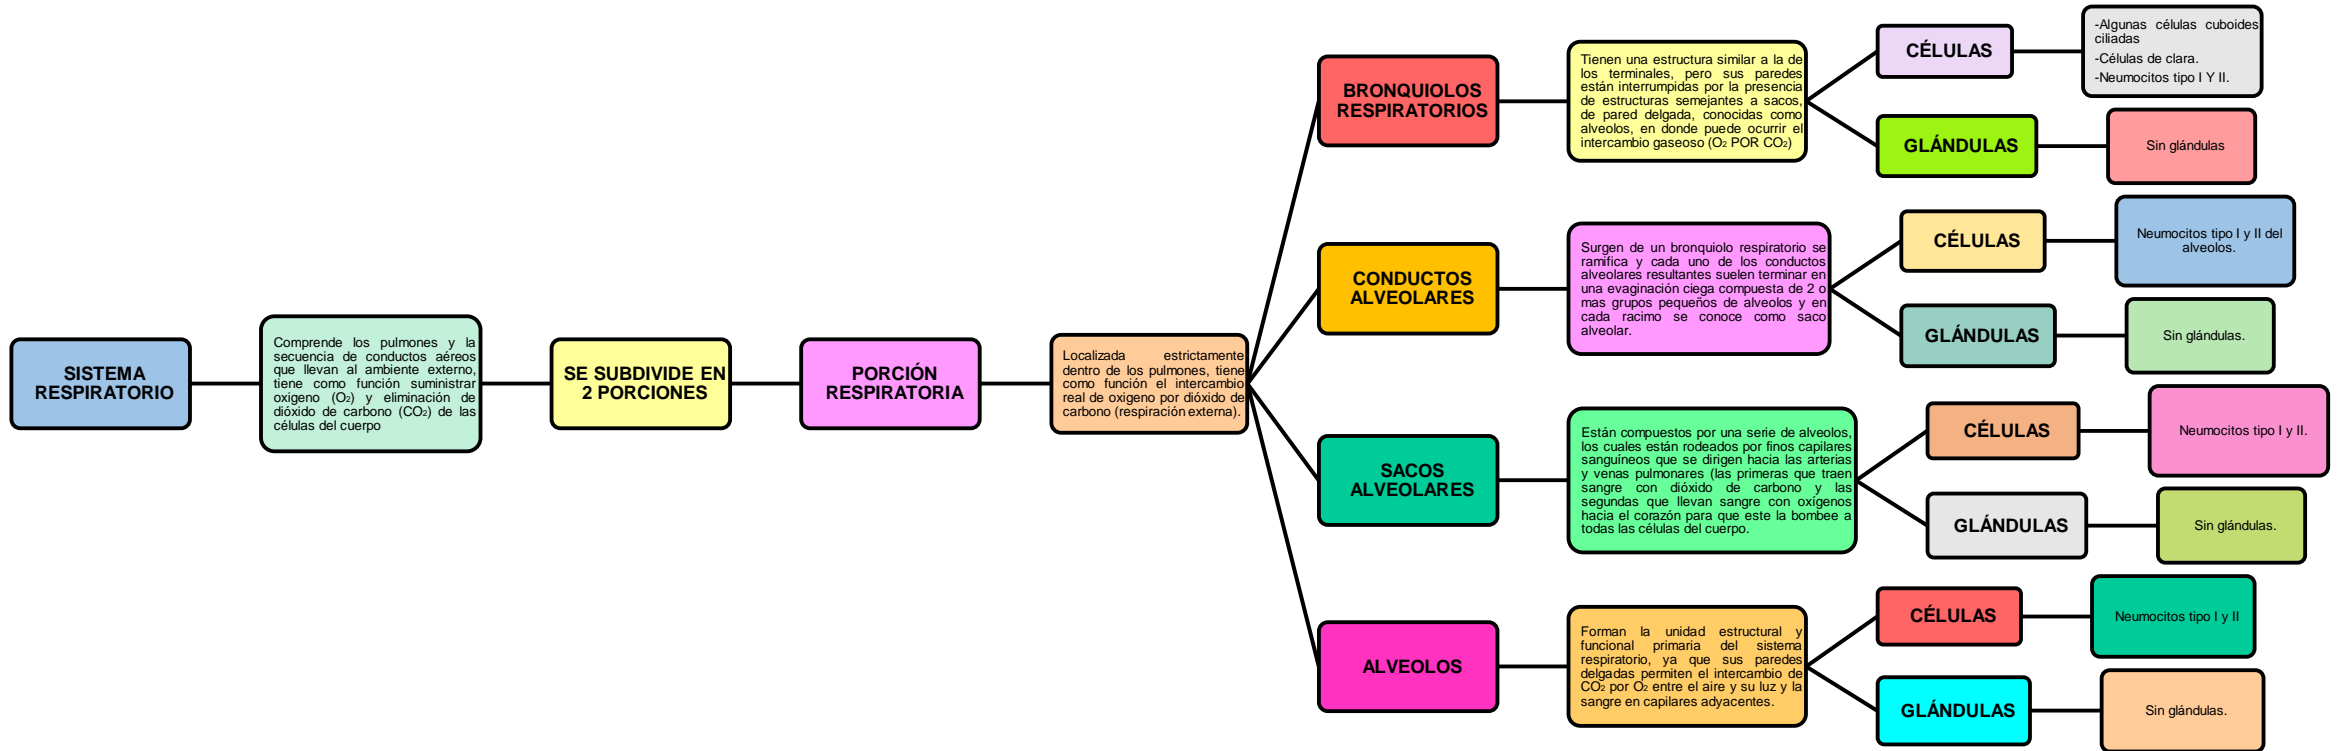 SISTEMA
RESPIRATORIO
Comprende los pulmones y la
secuencia de conductos aéreos
que llevan al ambiente externo,
tiene como función suministrar
oxigeno (O₂) y eliminación de
dióxido de carbono (CO₂) de las
células del cuerpo
SE SUBDIVIDE EN
2 PORCIONES
PORCIÓN
RESPIRATORIA
Localizada estrictamente
dentro de los pulmones, tiene
como función el intercambio
real de oxigeno por dióxido de
carbono (respiración externa).
BRONQUIOLOS
RESPIRATORIOS
Tienen una estructura similar a la de
los terminales, pero sus paredes
están interrumpidas por la presencia
de estructuras semejantes a sacos,
de pared delgada, conocidas como
alveolos, en donde puede ocurrir el
intercambio gaseoso (O₂ POR CO₂)
CÉLULAS
-Algunas células cuboides
ciliadas
-Células de clara.
-Neumocitos tipo I Y II.
GLÁNDULAS
Sin glándulas
CONDUCTOS
ALVEOLARES
Surgen de un bronquiolo respiratorio se
ramifica y cada uno de los conductos
alveolares resultantes suelen terminar en
una evaginación ciega compuesta de 2 o
mas grupos pequeños de alveolos y en
cada racimo se conoce como saco
alveolar.
CÉLULAS
Neumocitos tipo I y II del
alveolos.
GLÁNDULAS
Sin glándulas.
SACOS
ALVEOLARES
Están compuestos por una serie de alveolos,
los cuales están rodeados por finos capilares
sanguíneos que se dirigen hacia las arterias
y venas pulmonares (las primeras que traen
sangre con dióxido de carbono y las
segundas que llevan sangre con oxígenos
hacia el corazón para que este la bombee a
todas las células del cuerpo.
CÉLULAS
Neumocitos tipo I y II.
GLÁNDULAS
Sin glándulas.
ALVEOLOS
Forman la unidad estructural y
funcional primaria del sistema
respiratorio, ya que sus paredes
delgadas permiten el intercambio de
CO₂ por O₂ entre el aire y su luz y la
sangre en capilares adyacentes.
CÉLULAS
Neumocitos tipo I y II
GLÁNDULAS
Sin glándulas.